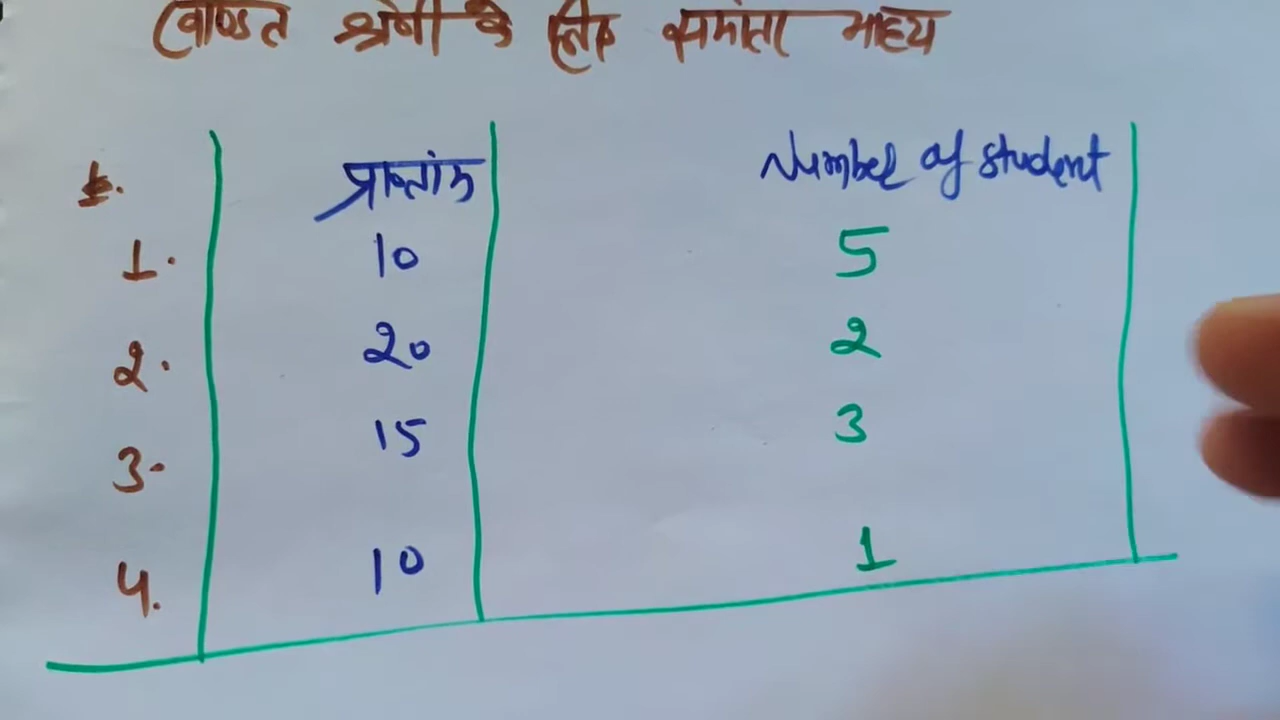 खण्डित श्रेणी के लिए समांतर माध्य
प्राप्तांक Number of student
1. 10 5
2. 20 2
3. 15 3
4. 10 1